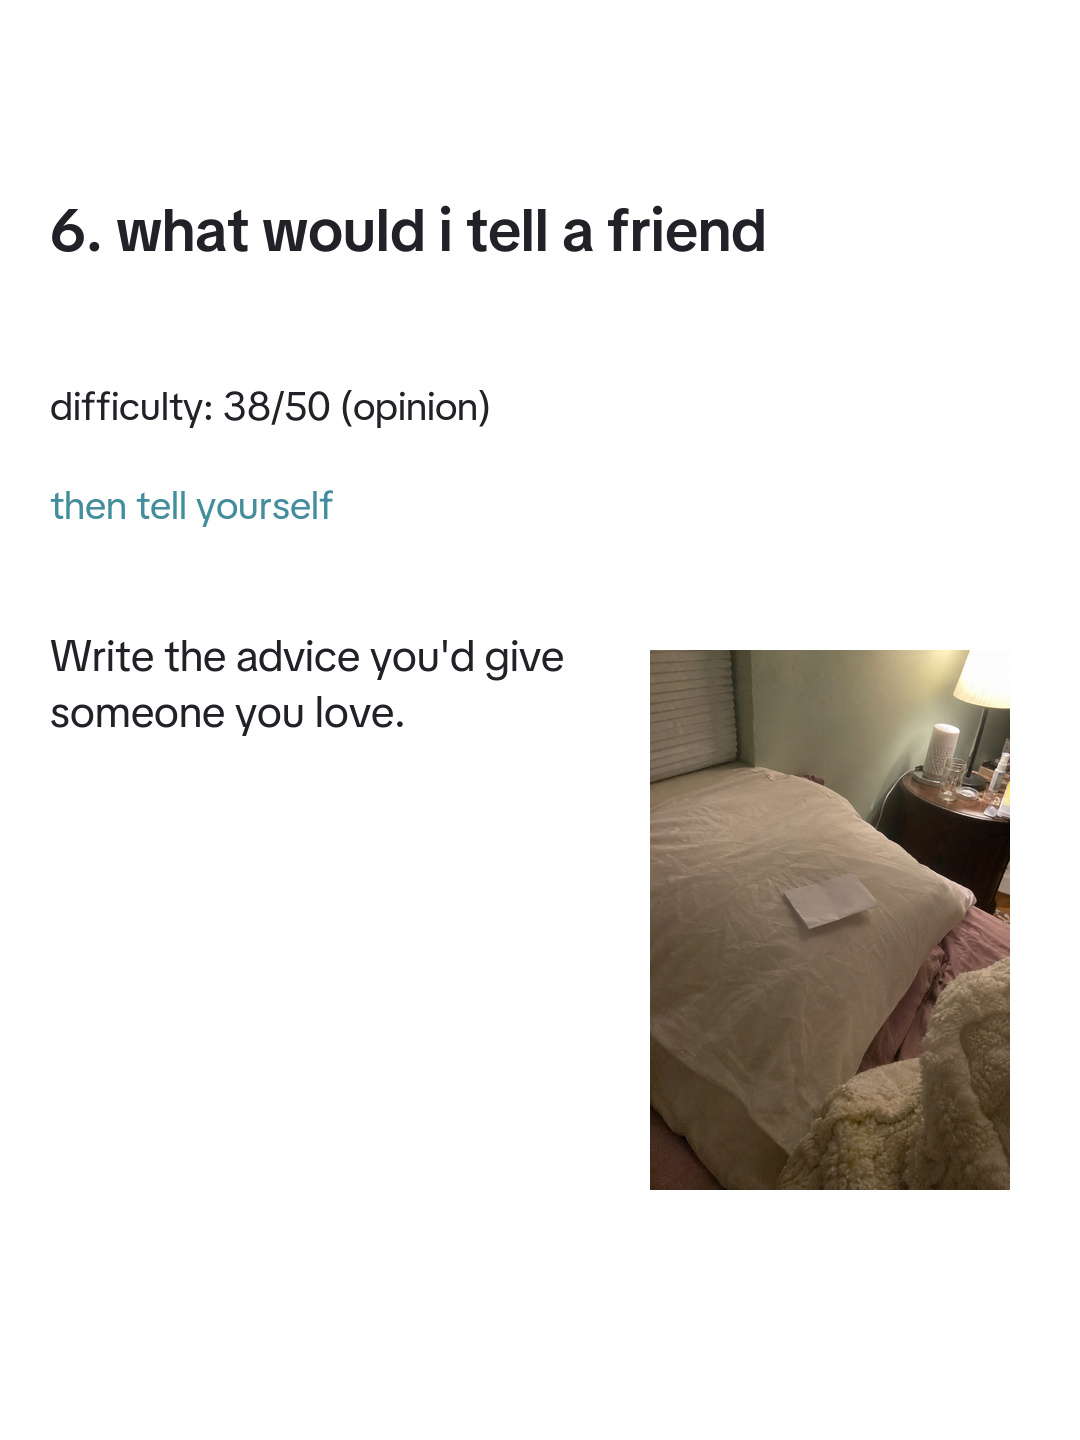 6. what would i tell a friend
difficulty: 38/50 (opinion)
then tell yourself
Write the advice you'd give
someone you love.